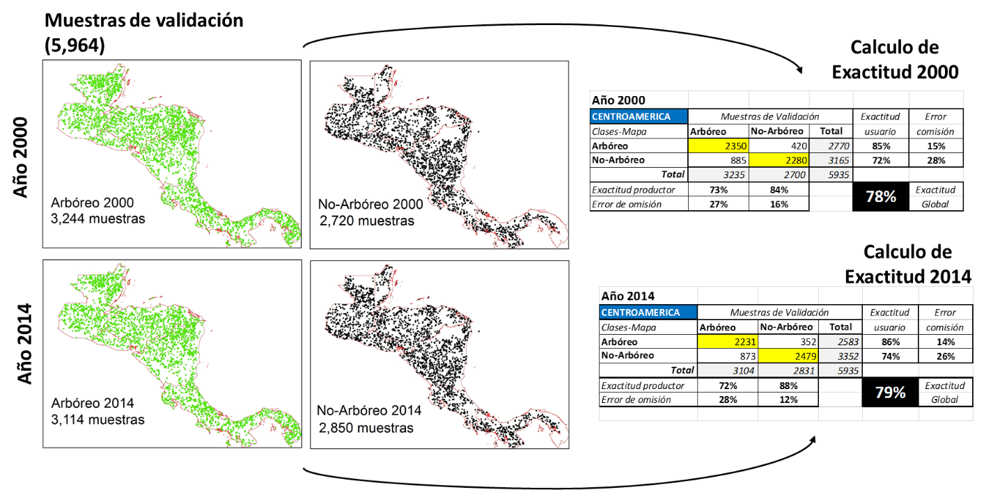 Muestras de validación
(5,964)
Calculo de
Exactitud 2000
Año 2000
Arbóreo 2000
3,244 muestras
No-Arbóreo 2000
2,720 muestras
Año 2000
CENTROAMERICA Muestras de Validación Exactitud Error
Clases-Mapa Arbóreo No-Arbóreo Total usuario comisión
Arbóreo 2350 420 2770 85% 15%
No-Arbóreo 885 2280 3165 72% 28%
Total 3235 2700 5935
Exactitud productor 73% 84% 78% Exactitud
Error de omisión 27% 16% Global
Calculo de
Exactitud 2014
Año 2014
Arbóreo 2014
3,114 muestras
No-Arbóreo 2014
2,850 muestras
Año 2014
CENTROAMERICA Muestras de Validación Exactitud Error
Clases-Mapa Arbóreo No-Arbóreo Total usuario comisión
Arbóreo 2231 352 2583 86% 14%
No-Arbóreo 873 2479 3352 74% 26%
Total 3104 2831 5935
Exactitud productor 72% 88% 79% Exactitud
Error de omisión 28% 12% Global